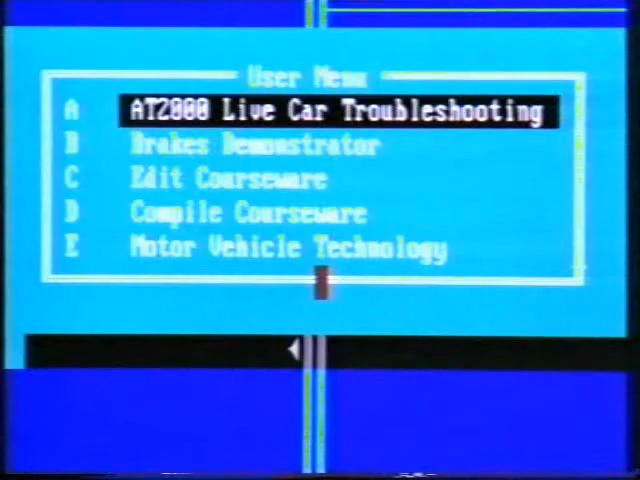 User Menu
A AT2000 Live Car Troubleshooting
B Brakes Demonstrator
C Edit Courseware
D Compile Courseware
E Motor Vehicle Technology